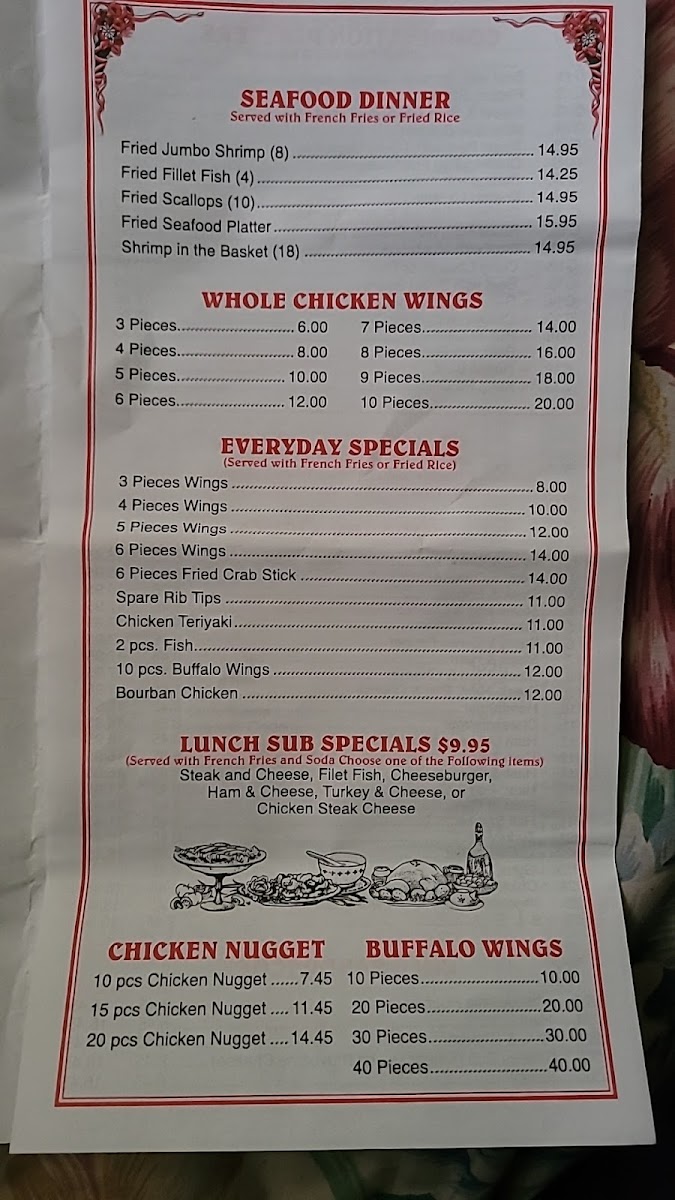 SEAFOOD DINNER
Served with French Fries or Fried Rice
Fried Jumbo Shrimp (8) 14.95
Fried Fillet Fish (4) 14.25
Fried Scallops (10) 14.95
Fried Seafood Platter 15.95
Shrimp in the Basket (18) 14.95
WHOLE CHICKEN WINGS
3 Pieces 6.00 7 Pieces 14.00
4 Pieces 8.00 8 Pieces 16.00
5 Pieces 10.00 9 Pieces 18.00
6 Pieces 12.00 10 Pieces 20.00
EVERYDAY SPECIALS
(Served with French Fries or Fried Rice)
3 Pieces Wings 8.00
4 Pieces Wings 10.00
5 Pieces Wings 12.00
6 Pieces Wings 14.00
6 Pieces Fried Crab Stick 14.00
Spare Rib Tips 11.00
Chicken Teriyaki 11.00
2 pcs. Fish 11.00
10 pcs. Buffalo Wings 12.00
Bourban Chicken 12.00
LUNCH SUB SPECIALS $9.95
(Served with French Fries and Soda Choose one of the Following items)
Steak and Cheese, Filet Fish, Cheeseburger,
Ham & Cheese, Turkey & Cheese, or
Chicken Steak Cheese
CHICKEN NUGGET
10 pcs Chicken Nugget 7.45
15 pcs Chicken Nugget 11.45
20 pcs Chicken Nugget 14.45
BUFFALO WINGS
10 Pieces 10.00
20 Pieces 20.00
30 Pieces 30.00
40 Pieces 40.00